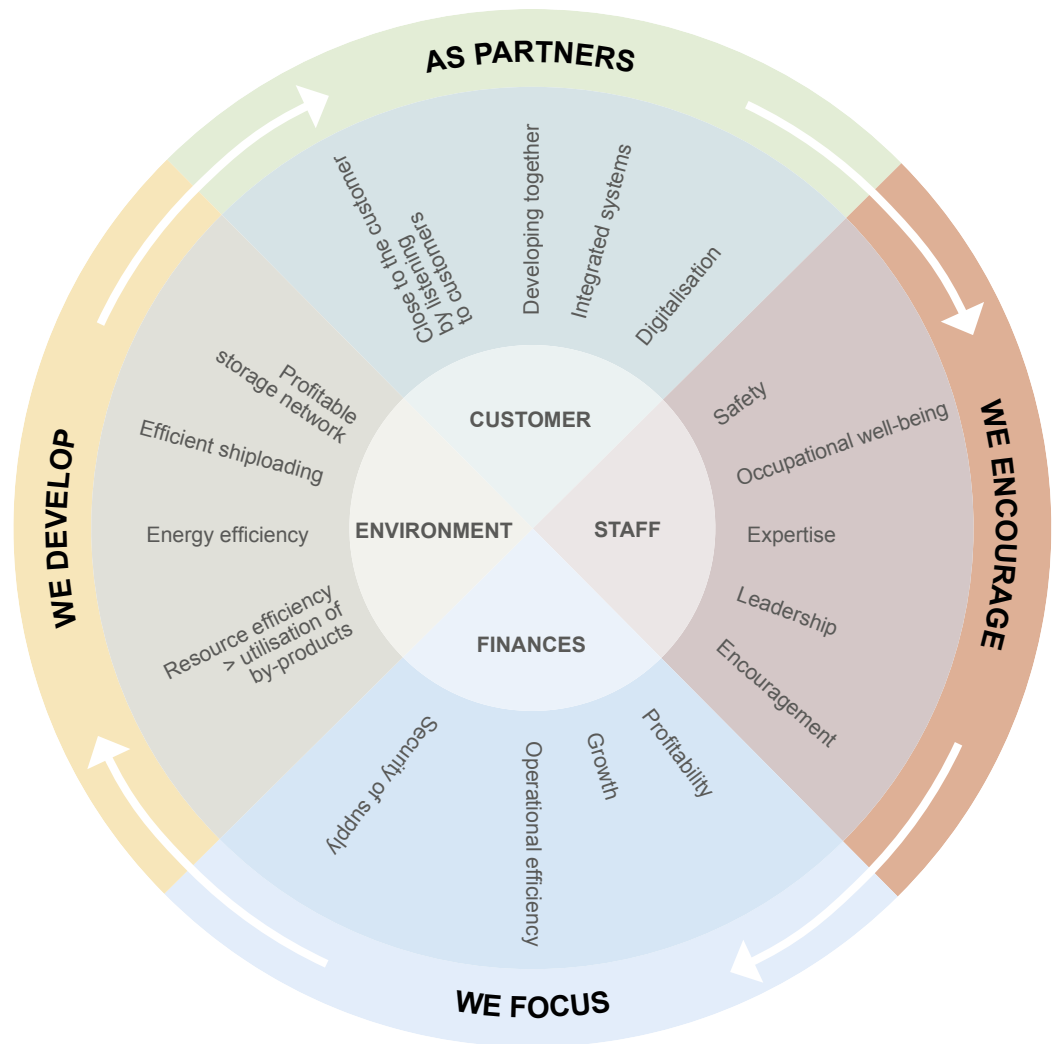 AS PARTNERS
Close to the customer
by listening
to customers
Developing together
Integrated systems
Digitalisation
CUSTOMER
WE ENCOURAGE
Safety
Occupational well-being
Expertise
Leadership
Encouragement
STAFF
WE FOCUS
Profitability
Growth
Operational efficiency
Security of supply
FINANCES
WE DEVELOP
Profitable
storage network
Efficient shiploading
Energy efficiency
Resource efficiency
> utilisation of
by-products
ENVIRONMENT